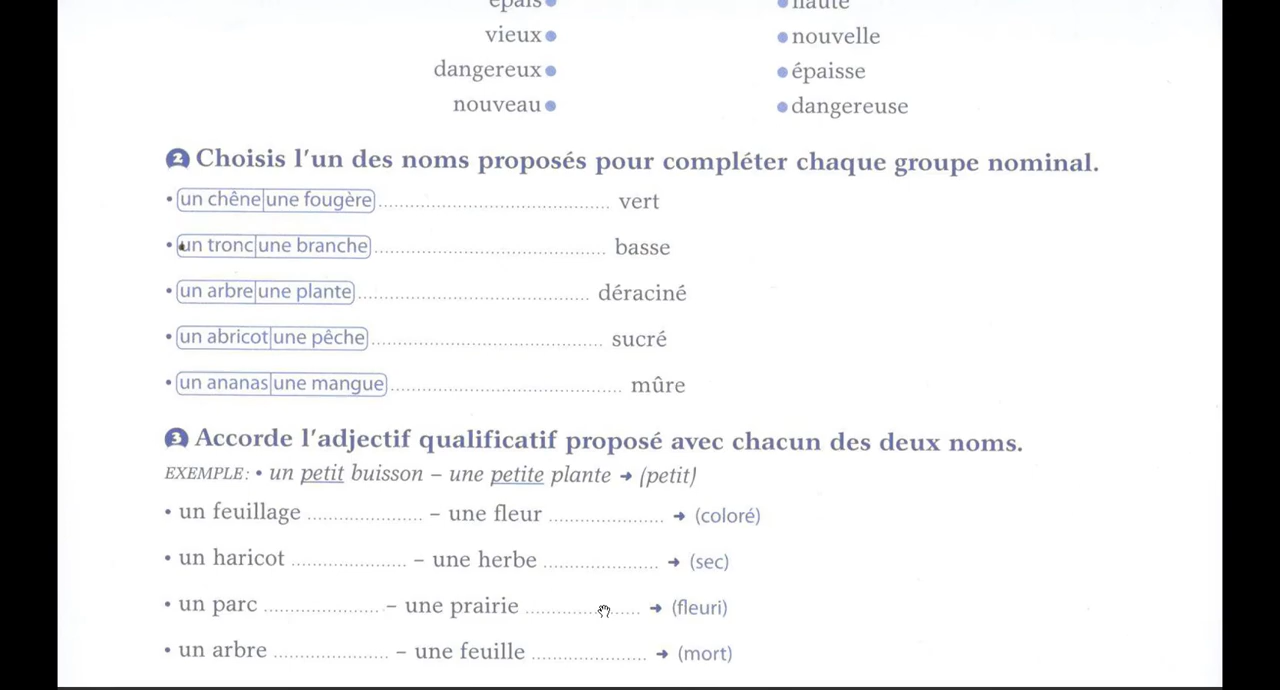 épais • • haute
vieux • • nouvelle
dangereux • • épaisse
nouveau • • dangereuse
2 Choisis l'un des noms proposés pour compléter chaque groupe nominal.
• un chêne|une fougère .......................................... vert
• un tronc|une branche .......................................... basse
• un arbre|une plante .......................................... déraciné
• un abricot|une pêche .......................................... sucré
• un ananas|une mangue .......................................... mûre
3 Accorde l'adjectif qualificatif proposé avec chacun des deux noms.
EXEMPLE : • un petit buisson – une petite plante ➜ (petit)
• un feuillage ..................... – une fleur ..................... ➜ (coloré)
• un haricot ..................... – une herbe ..................... ➜ (sec)
• un parc ..................... – une prairie ..................... ➜ (fleuri)
• un arbre ..................... – une feuille ..................... ➜ (mort)